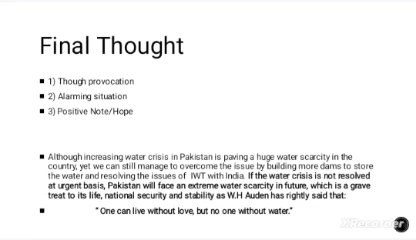 Final Thought
▪ 1) Though provocation
▪ 2) Alarming situation
▪ 3) Positive Note/Hope
▪ Although increasing water crisis in Pakistan is paving a huge water scarcity in the
country, yet we can still manage to overcome the issue by building more dams to store
the water and resolving the issues of IWT with India. If the water crisis is not resolved
at urgent basis, Pakistan will face an extreme water scarcity in future, which is a grave
treat to its life, national security and stability as W.H Auden has rightly said that:
▪ “ One can live without love, but no one without water.”
XRecorder